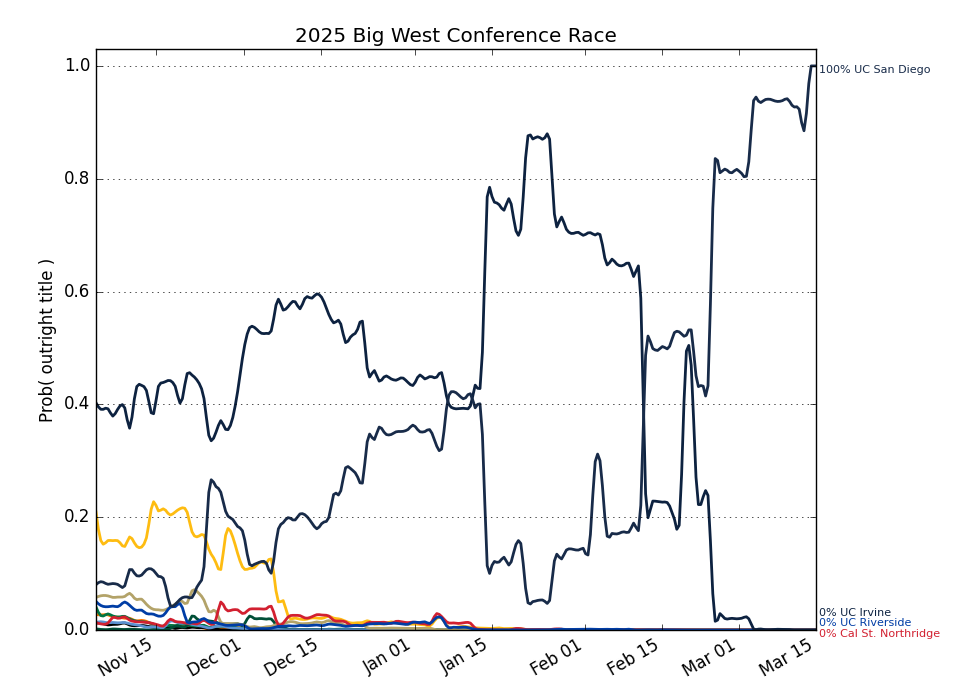 2025 Big West Conference Race
Prob( outright title )
1.0
0.8
0.6
0.4
0.2
0.0
100% UC San Diego
0% UC Irvine
0% UC Riverside
0% Cal St. Northridge
Nov 15
Dec 01
Dec 15
Jan 01
Jan 15
Feb 01
Feb 15
Mar 01
Mar 15